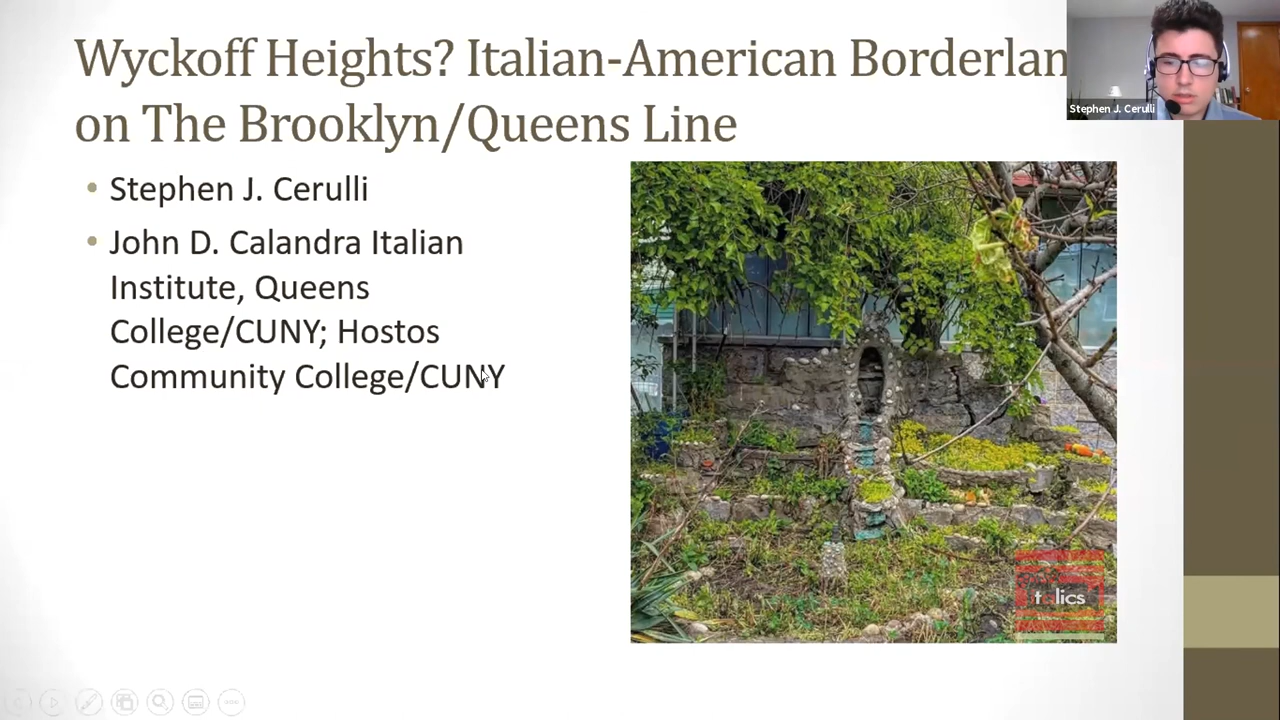 Wyckoff Heights? Italian-American Borderlan
on The Brooklyn/Queens Line
Stephen J. Cerulli
• Stephen J. Cerulli
• John D. Calandra Italian
Institute, Queens
College/CUNY; Hostos
Community College/CUNY
italics